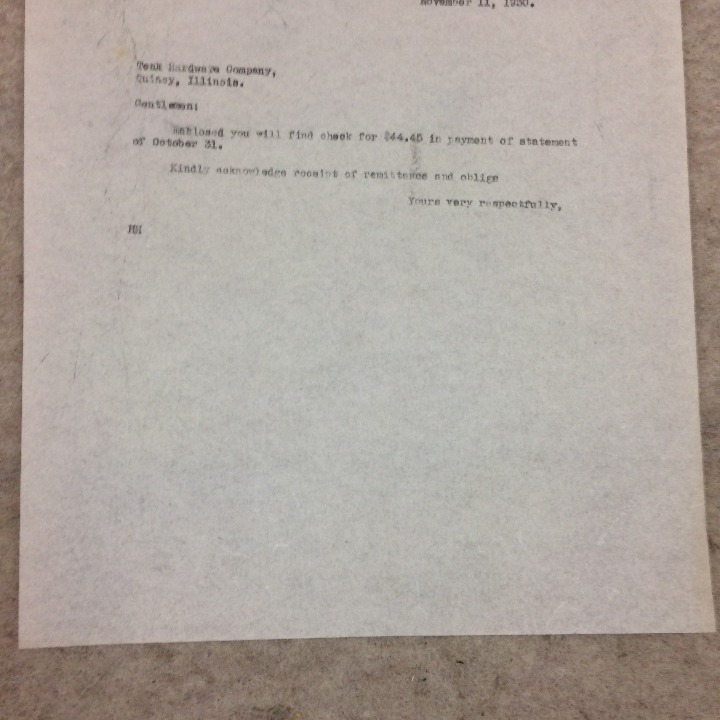 November 11, 1930.
Tenk Hardware Company,
Quincy, Illinois.
Gentlemen:
Enclosed you will find check for $44.45 in payment of statement
of October 31.
Kindly acknowledge receipt of remittance and oblige
Yours very respectfully,